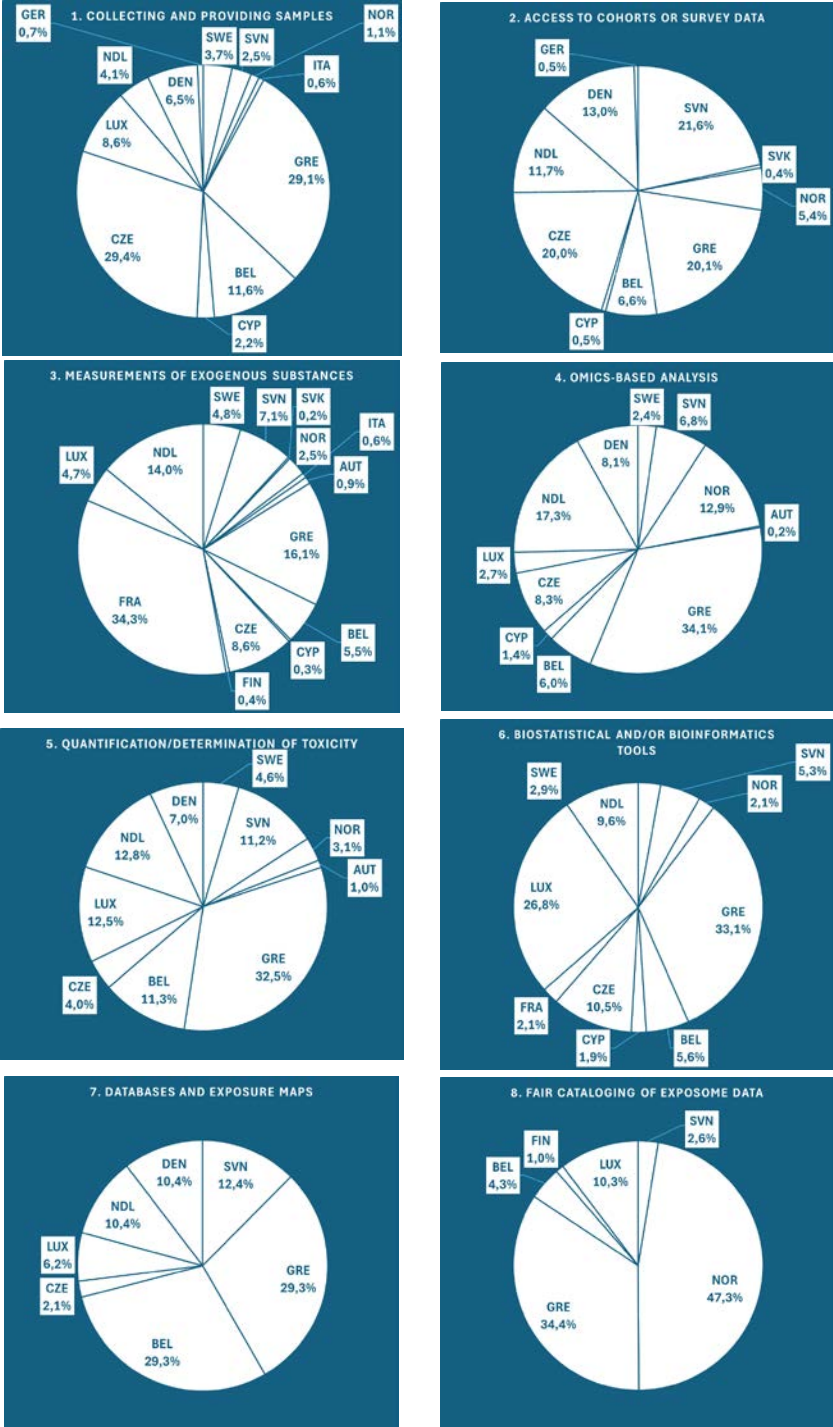 1. COLLECTING AND PROVIDING SAMPLES
GER
0,7%
SWE
3,7%
SVN
2,5%
NOR
1,1%
ITA
0,6%
GRE
29,1%
BEL
11,6%
CYP
2,2%
CZE
29,4%
LUX
8,6%
NDL
4,1%
DEN
6,5%
2. ACCESS TO COHORTS OR SURVEY DATA
GER
0,5%
SVN
21,6%
SVK
0,4%
NOR
5,4%
GRE
20,1%
BEL
6,6%
CYP
0,5%
CZE
20,0%
NDL
11,7%
DEN
13,0%
3. MEASUREMENTS OF EXOGENOUS SUBSTANCES
SWE
4,8%
SVN
7,1%
SVK
0,2%
NOR
2,5%
ITA
0,6%
AUT
0,9%
GRE
16,1%
BEL
5,5%
CYP
0,3%
CZE
8,6%
FIN
0,4%
FRA
34,3%
LUX
4,7%
NDL
14,0%
4. OMICS-BASED ANALYSIS
SWE
2,4%
SVN
6,8%
NOR
12,9%
AUT
0,2%
GRE
34,1%
BEL
6,0%
CYP
1,4%
CZE
8,3%
LUX
2,7%
NDL
17,3%
DEN
8,1%
5. QUANTIFICATION/DETERMINATION OF TOXICITY
SWE
4,6%
SVN
11,2%
NOR
3,1%
AUT
1,0%
GRE
32,5%
BEL
11,3%
CZE
4,0%
LUX
12,5%
NDL
12,8%
DEN
7,0%
6. BIOSTATISTICAL AND/OR BIOINFORMATICS
TOOLS
SWE
2,9%
SVN
5,3%
NOR
2,1%
GRE
33,1%
BEL
5,6%
CYP
1,9%
CZE
10,5%
FRA
2,1%
LUX
26,8%
NDL
9,6%
7. DATABASES AND EXPOSURE MAPS
SVN
12,4%
GRE
29,3%
BEL
29,3%
CZE
2,1%
LUX
6,2%
NDL
10,4%
DEN
10,4%
8. FAIR CATALOGING OF EXPOSOME DATA
SVN
2,6%
NOR
47,3%
GRE
34,4%
BEL
4,3%
FIN
1,0%
LUX
10,3%